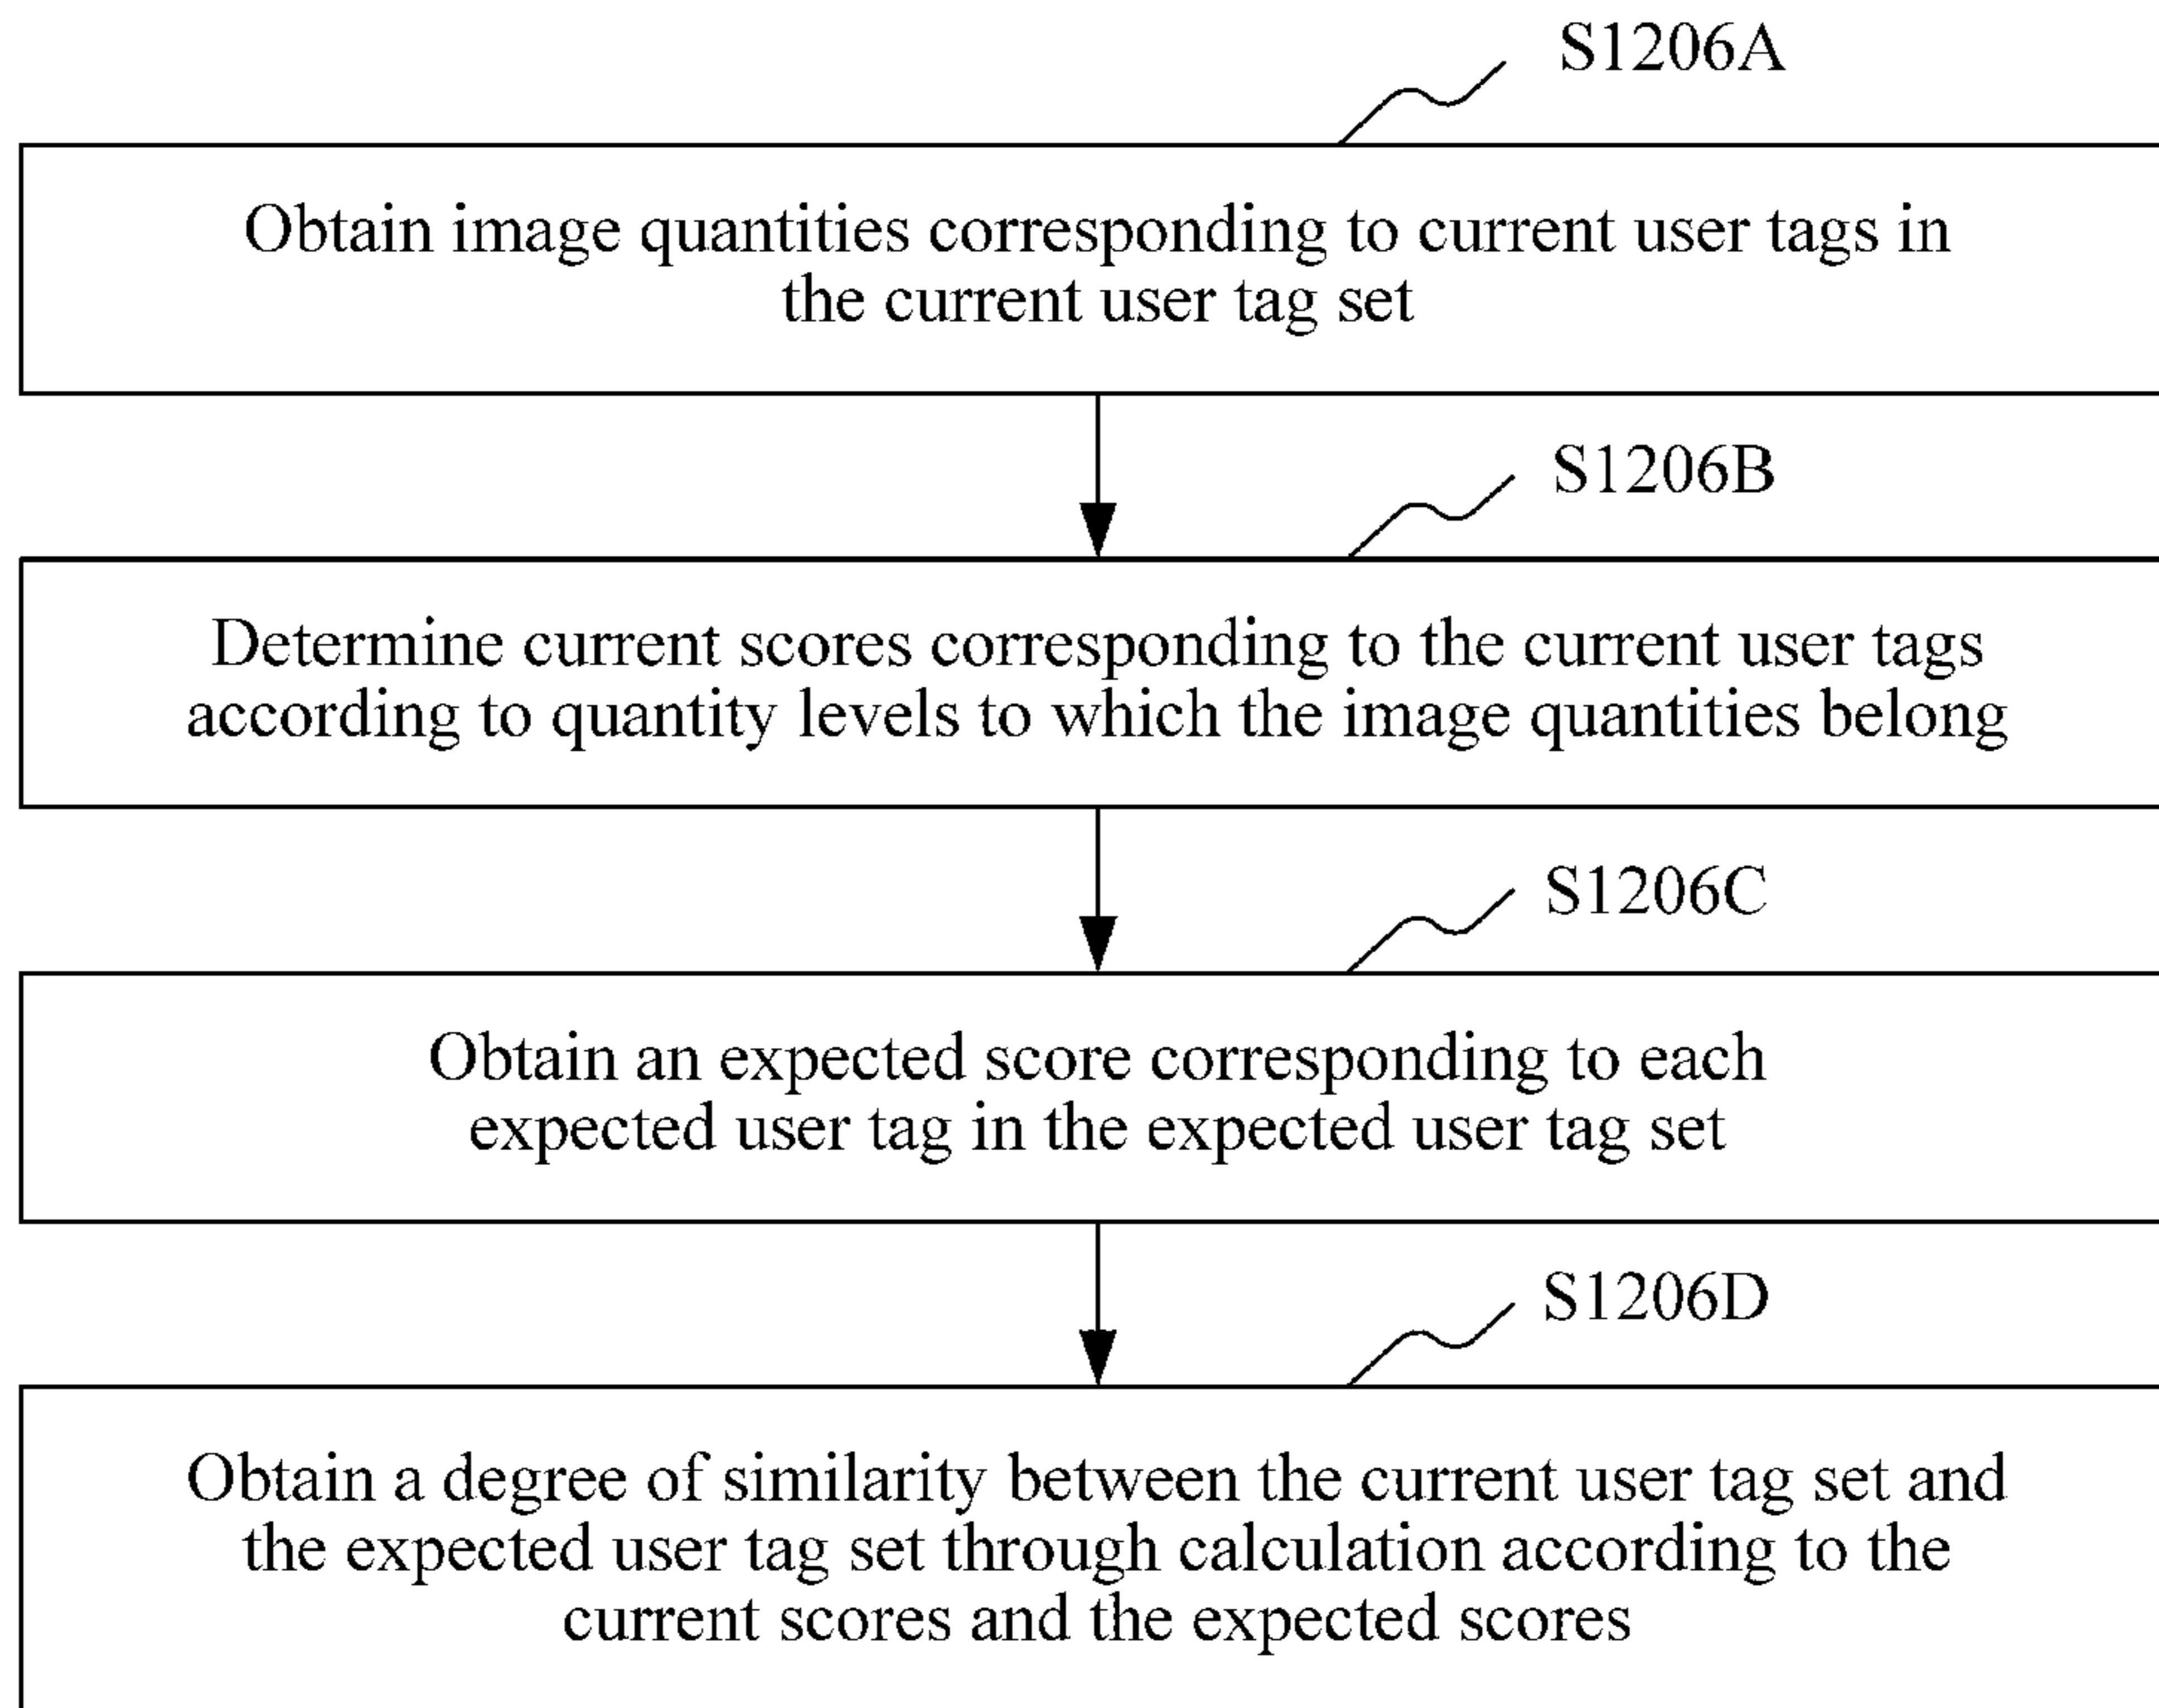 S1206A
Obtain image quantities corresponding to current user tags in
the current user tag set
S1206B
Determine current scores corresponding to the current user tags
according to quantity levels to which the image quantities belong
S1206C
Obtain an expected score corresponding to each
expected user tag in the expected user tag set
S1206D
Obtain a degree of similarity between the current user tag set and
the expected user tag set through calculation according to the
current scores and the expected scores